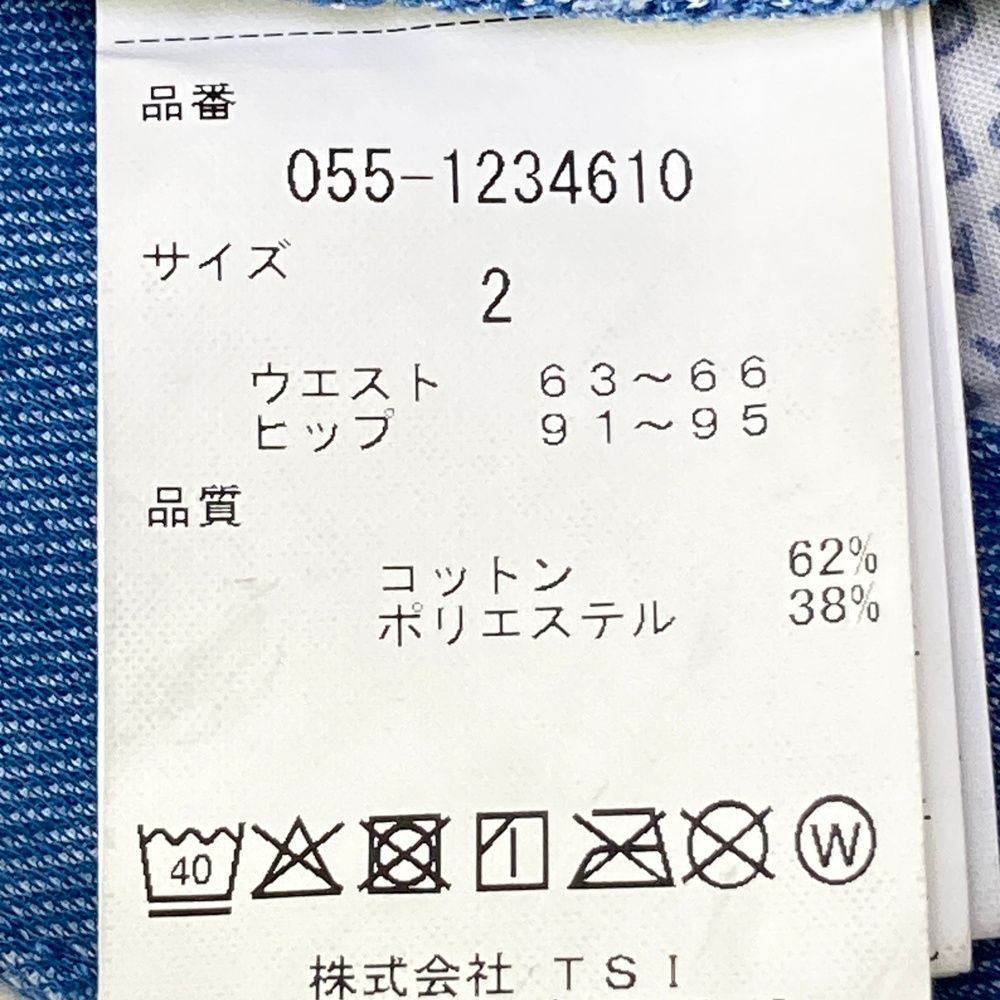 品番
055-1234610
サイズ
2
ウエスト 63～66
ヒップ 91～95
品質
コットン 62%
ポリエステル 38%
40 W
株式会社 TSI